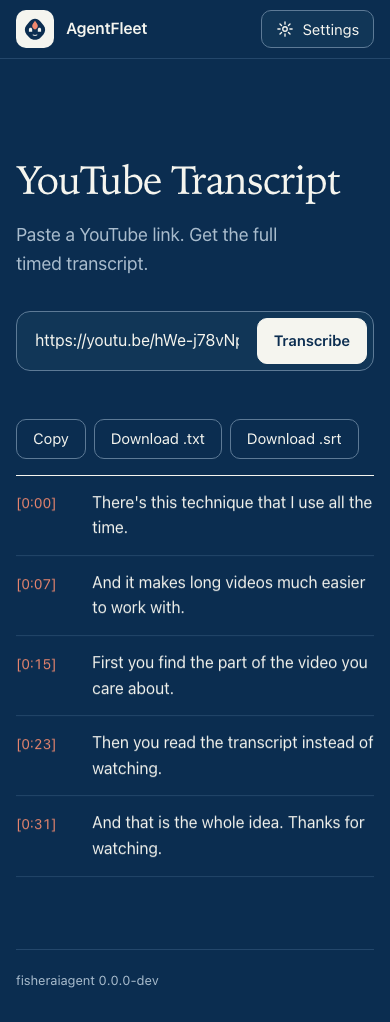 AgentFleet
Settings
YouTube Transcript
Paste a YouTube link. Get the full
timed transcript.
https://youtu.be/hWe-j78vNp
Transcribe
Copy
Download .txt
Download .srt
[0:00] There's this technique that I use all the
time.
[0:07] And it makes long videos much easier
to work with.
[0:15] First you find the part of the video you
care about.
[0:23] Then you read the transcript instead of
watching.
[0:31] And that is the whole idea. Thanks for
watching.
fisheraiagent 0.0.0-dev